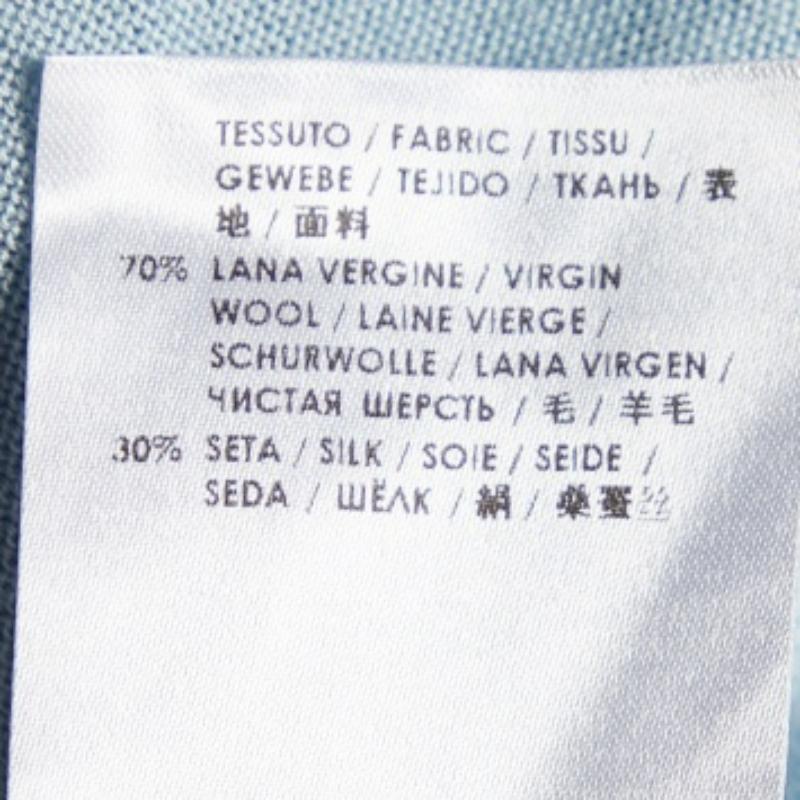 TESSUTO / FABRIC / TISSU /
GEWEBE / TEJIDO / ТКАНЬ / 表
地 / 面料
70% LANA VERGINE / VIRGIN
WOOL / LAINE VIERGE /
SCHURWOLLE / LANA VIRGEN /
ЧИСТАЯ ШЕРСТЬ / 毛 / 羊毛
30% SETA / SILK / SOIE / SEIDE /
SEDA / ШЁЛК / 絹 / 桑蚕丝